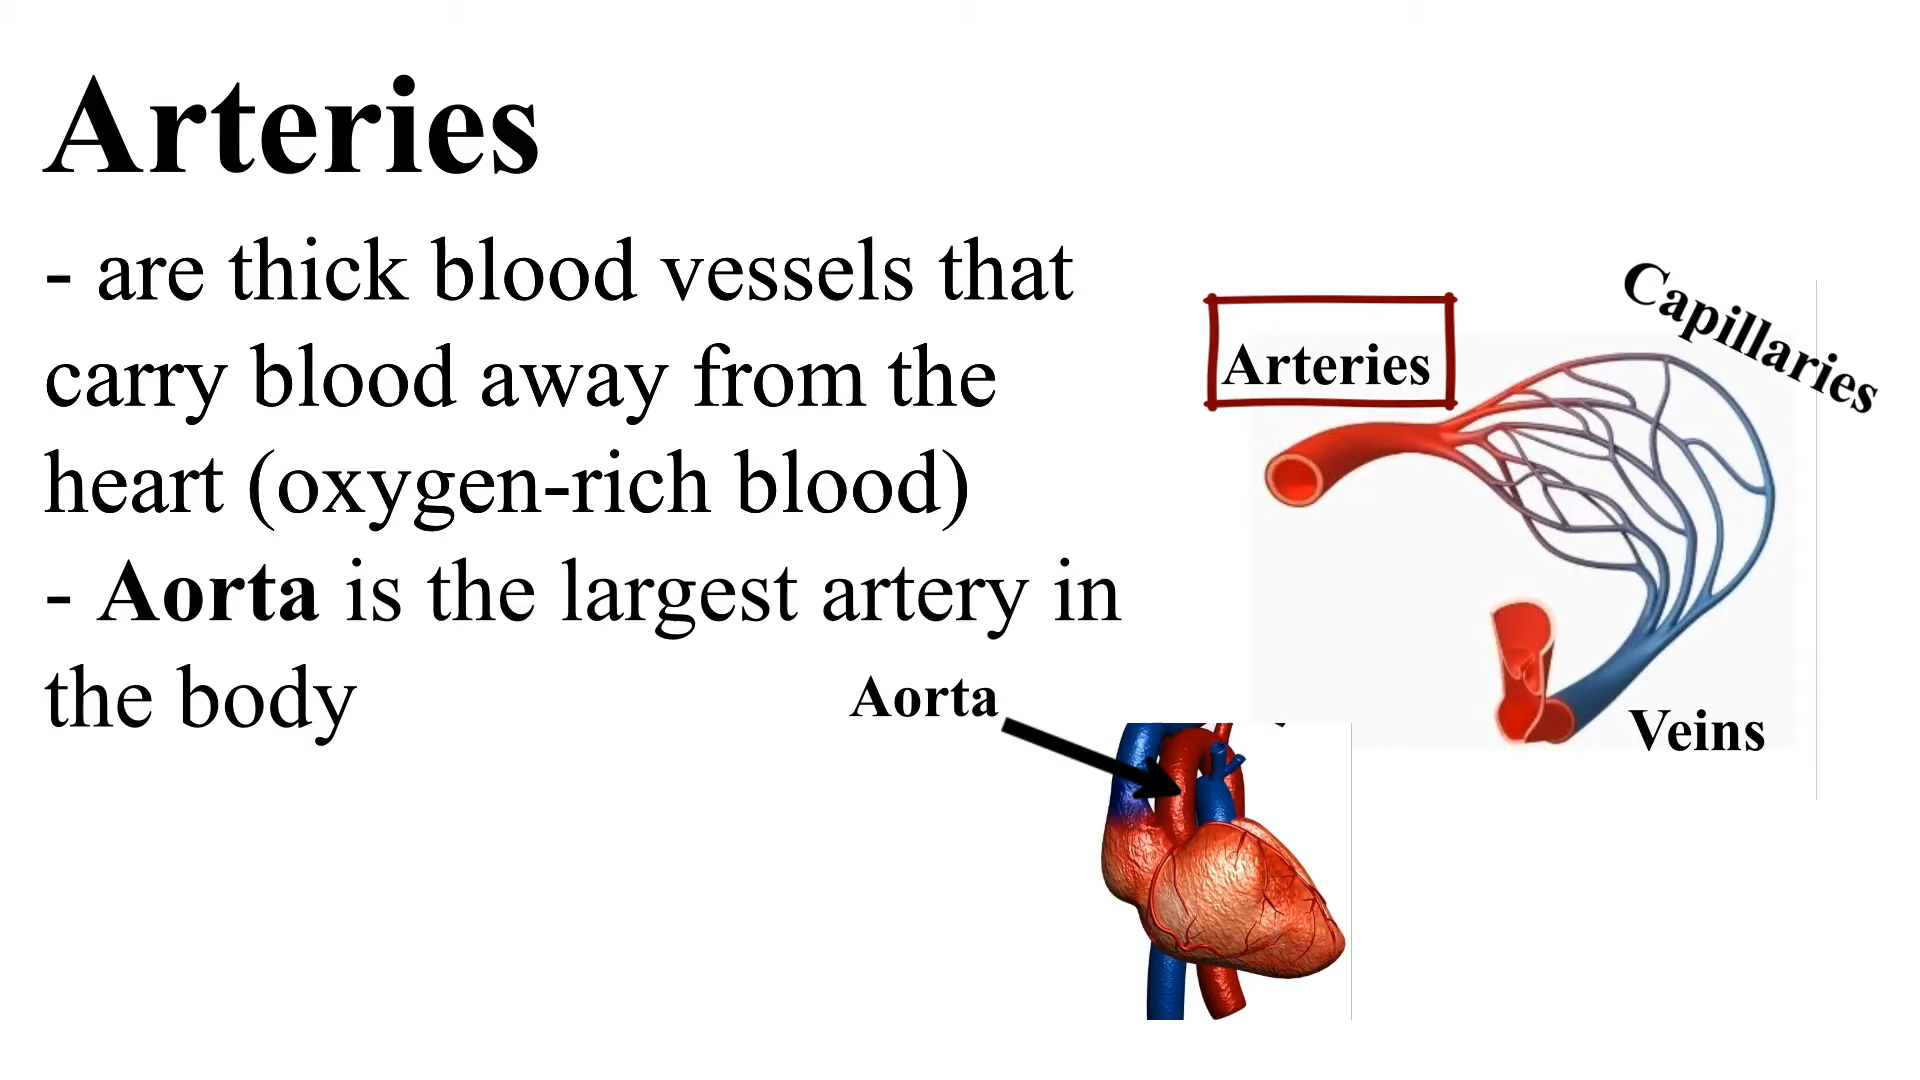 Arteries
- are thick blood vessels that
carry blood away from the
heart (oxygen-rich blood)
- Aorta is the largest artery in
the body
Aorta
Arteries
Capillaries
Veins